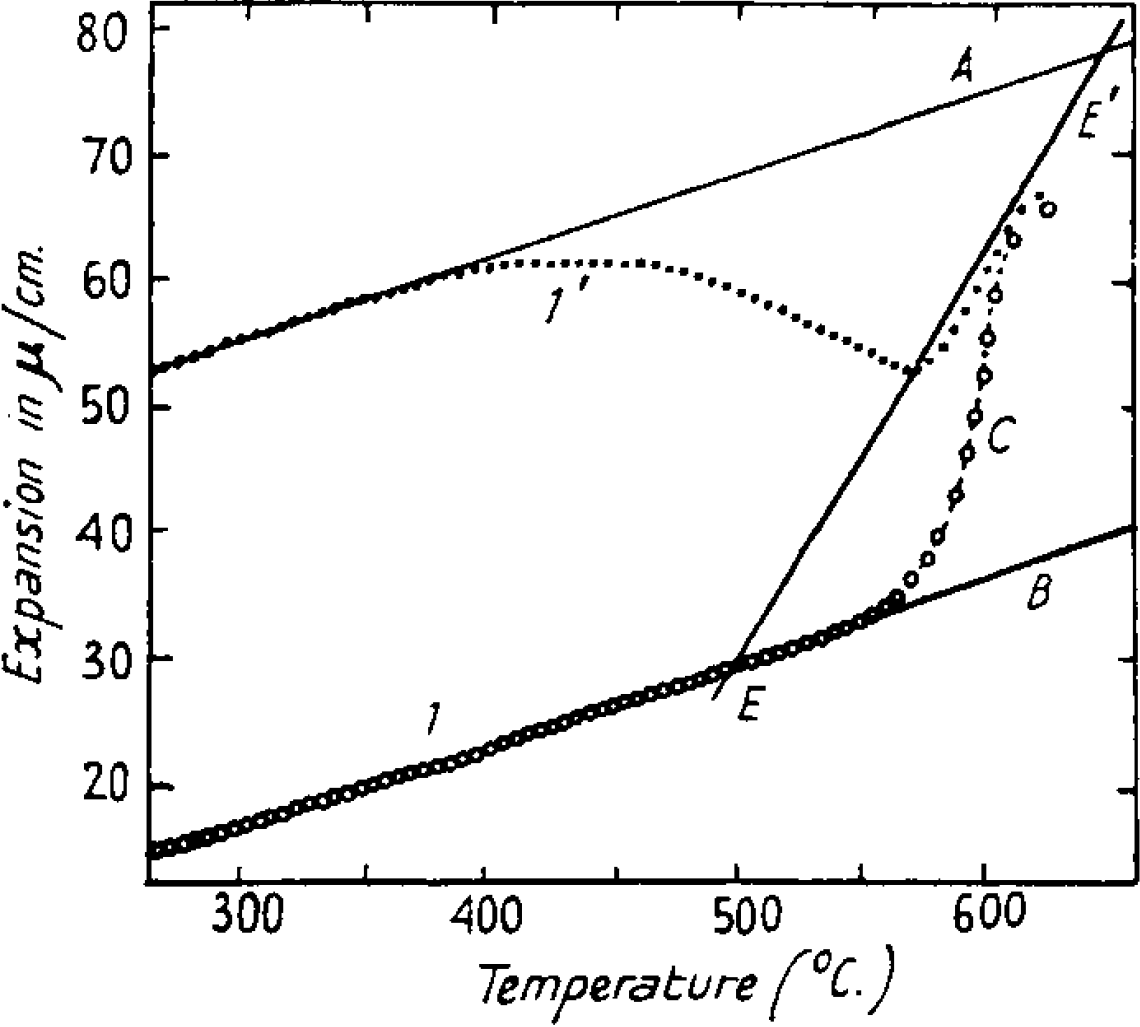 80
70
60
50
40
30
20
Expansion in μ/cm.
A
E'
1'
C
B
1
E
300 400 500 600
Temperature (°C.)